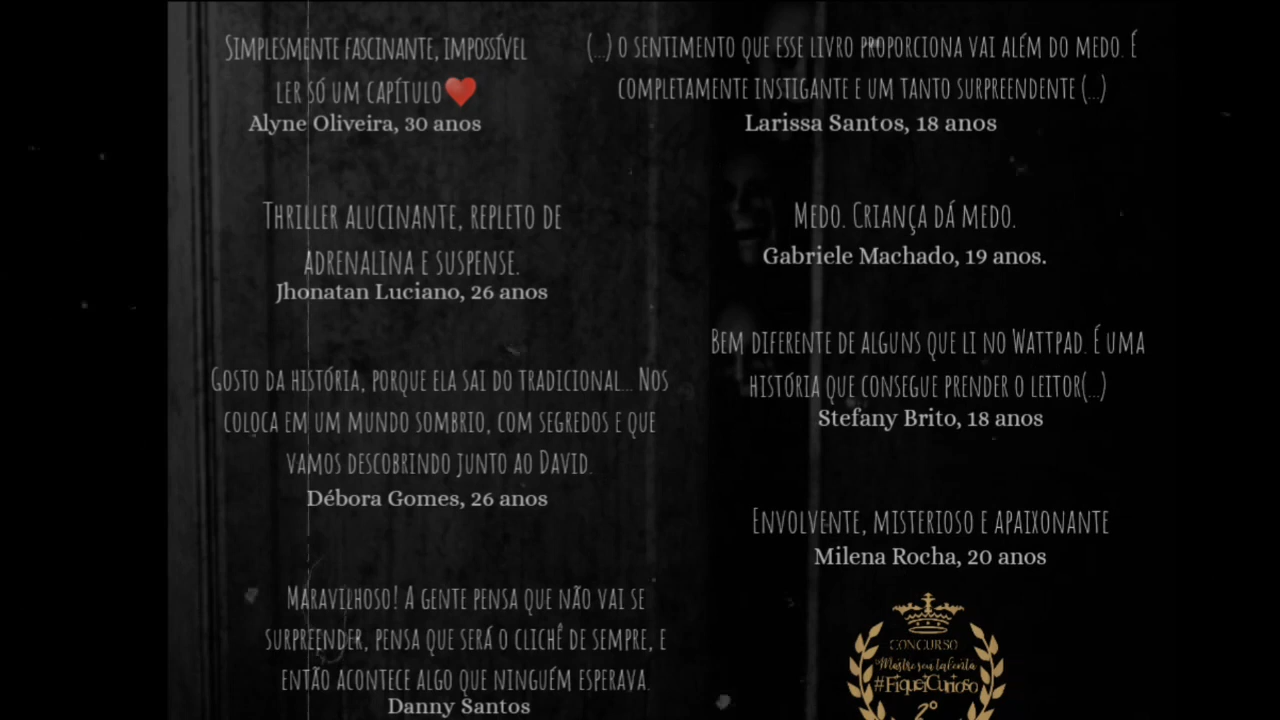 Simplesmente fascinante, impossível
ler só um capítulo❤️
Alyne Oliveira, 30 anos
Thriller alucinante, repleto de
adrenalina e suspense.
Jhonatan Luciano, 26 anos
Gosto da história, porque ela sai do tradicional... Nos
coloca em um mundo sombrio, com segredos e que
vamos descobrindo junto ao David.
Débora Gomes, 26 anos
Maravilhoso! A gente pensa que não vai se
surpreender, pensa que será o clichê de sempre, e
então acontece algo que ninguém esperava.
Danny Santos
(...) o sentimento que esse livro proporciona vai além do medo. É
completamente instigante e um tanto surpreendente (...)
Larissa Santos, 18 anos
Medo. Criança dá medo.
Gabriele Machado, 19 anos.
Bem diferente de alguns que li no Wattpad. É uma
história que consegue prender o leitor(...)
Stefany Brito, 18 anos
Envolvente, misterioso e apaixonante
Milena Rocha, 20 anos
CONCURSO
Mostre seu talento
#FiqueiCurioso
2º